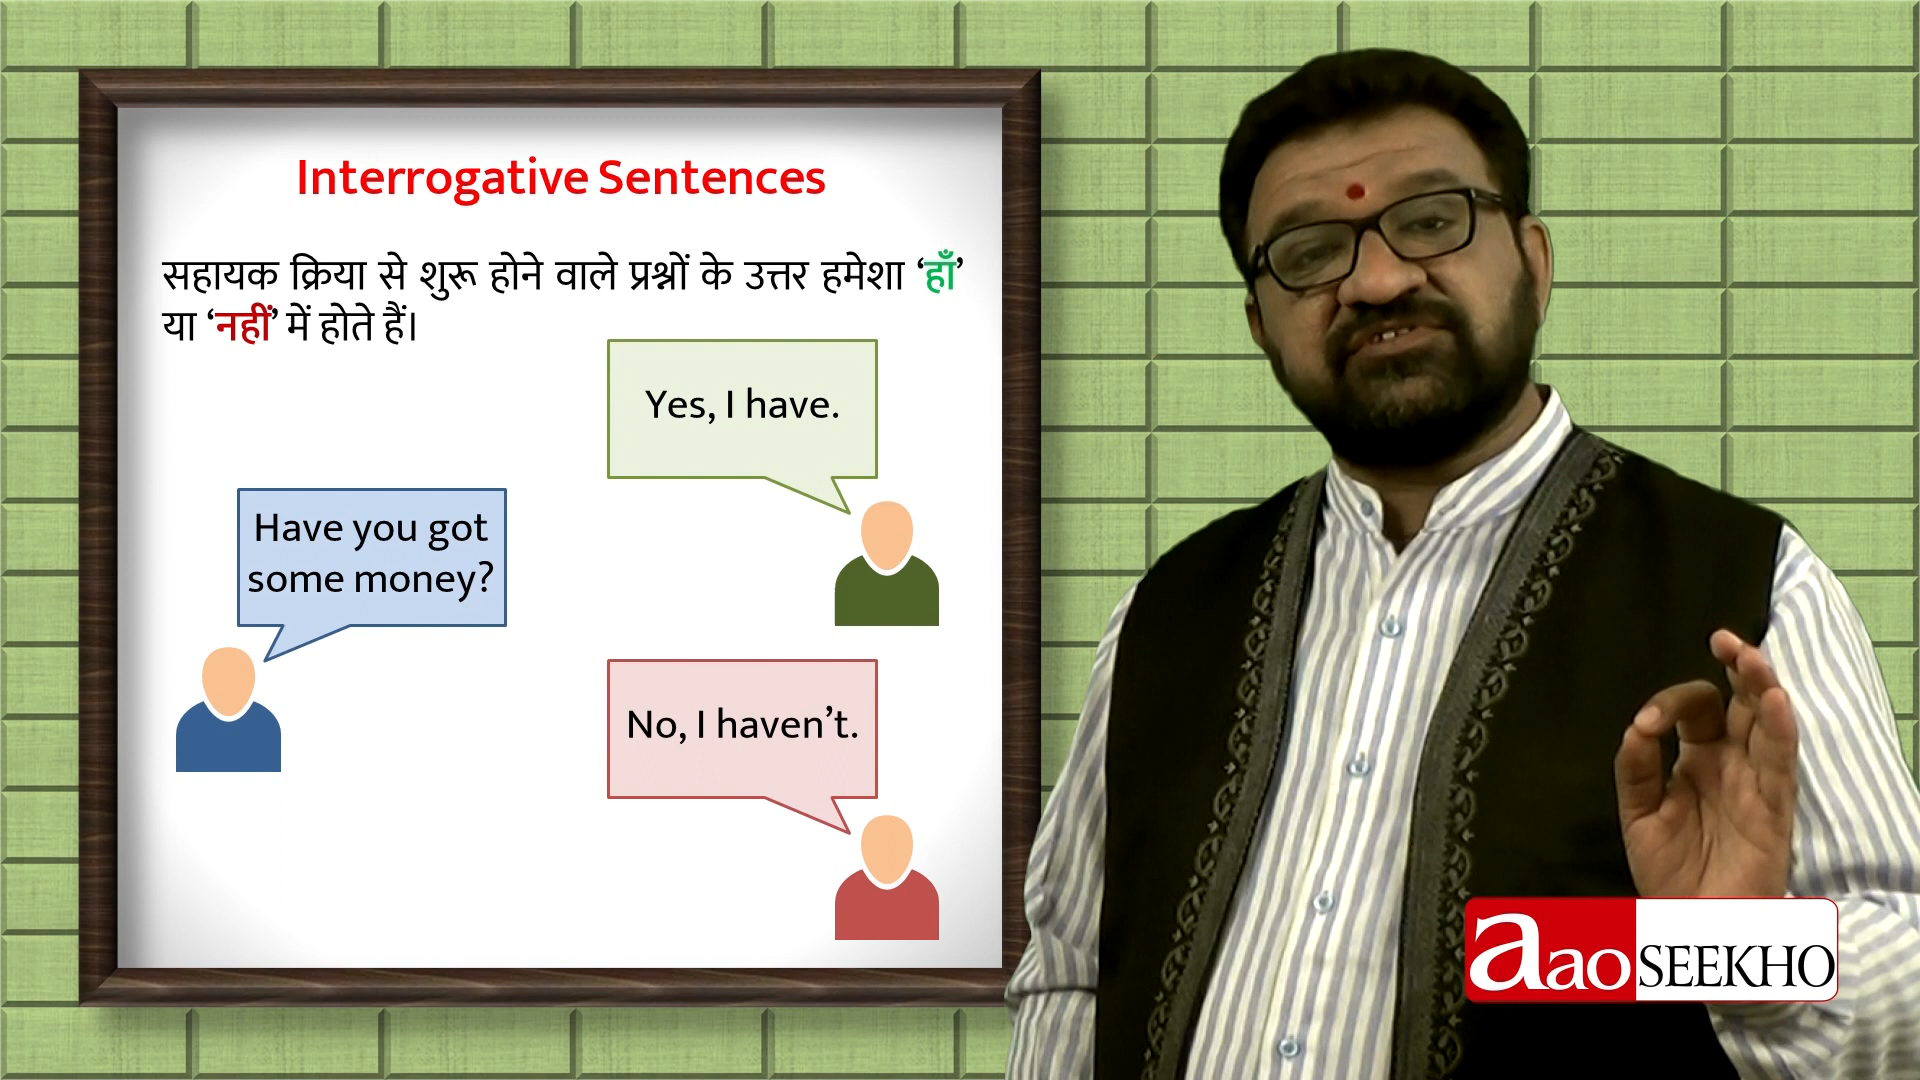 Interrogative Sentences
सहायक क्रिया से शुरू होने वाले प्रश्नों के उत्तर हमेशा ‘हाँ’
या ‘नहीं’ में होते हैं।
Yes, I have.
Have you got
some money?
No, I haven’t.
aao SEEKHO